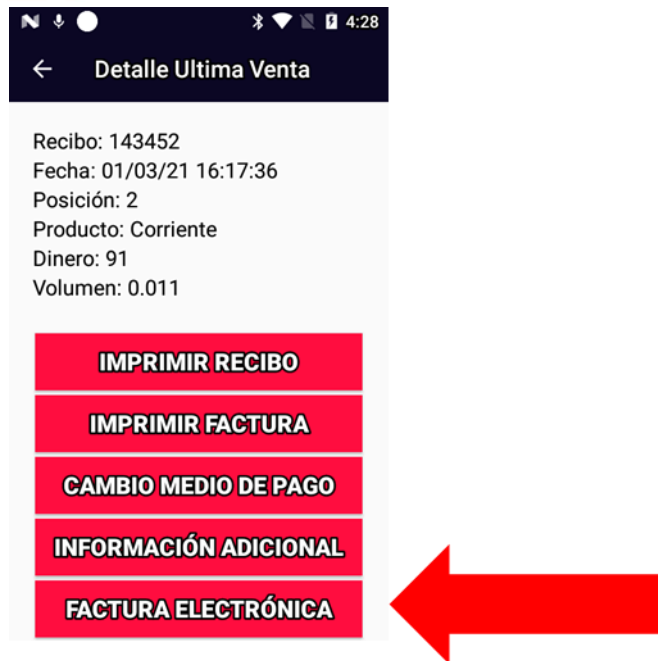 4:28
Detalle Ultima Venta
Recibo: 143452
Fecha: 01/03/21 16:17:36
Posición: 2
Producto: Corriente
Dinero: 91
Volumen: 0.011
IMPRIMIR RECIBO
IMPRIMIR FACTURA
CAMBIO MEDIO DE PAGO
INFORMACIÓN ADICIONAL
FACTURA ELECTRÓNICA